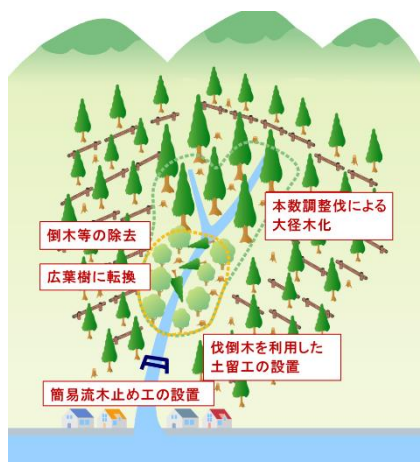 本数調整伐による
大径木化
倒木等の除去
広葉樹に転換
伐倒木を利用した
土留工の設置
簡易流木止め工の設置